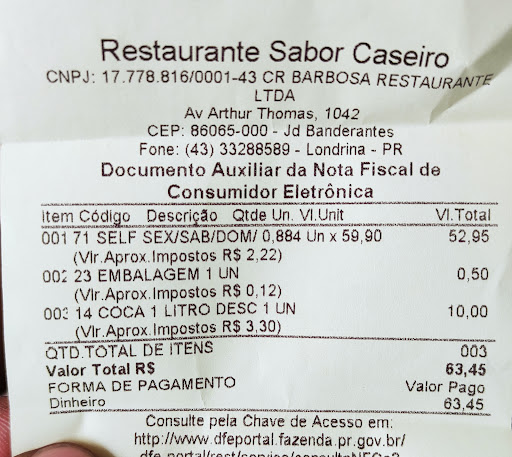 Restaurante Sabor Caseiro
CNPJ: 17.778.816/0001-43 CR BARBOSA RESTAURANTE
LTDA
Av Arthur Thomas, 1042
CEP: 86065-000 - Jd Banderantes
Fone: (43) 33288589 - Londrina - PR
Documento Auxiliar da Nota Fiscal de
Consumidor Eletrônica
Item Código Descrição Qtde Un. Vl.Unit Vl.Total
001 71 SELF SEX/SAB/DOM/ 0,884 Un x 59,90 52,95
(Vlr.Aprox.Impostos R$ 2,22)
002 23 EMBALAGEM 1 UN 0,50
(Vlr.Aprox.Impostos R$ 0,12)
003 14 COCA 1 LITRO DESC 1 UN 10,00
(Vlr.Aprox.Impostos R$ 3,30)
QTD.TOTAL DE ITENS 003
Valor Total R$ 63,45
FORMA DE PAGAMENTO Valor Pago
Dinheiro 63,45
Consulte pela Chave de Acesso em:
http://www.dfeportal.fazenda.pr.gov.br/